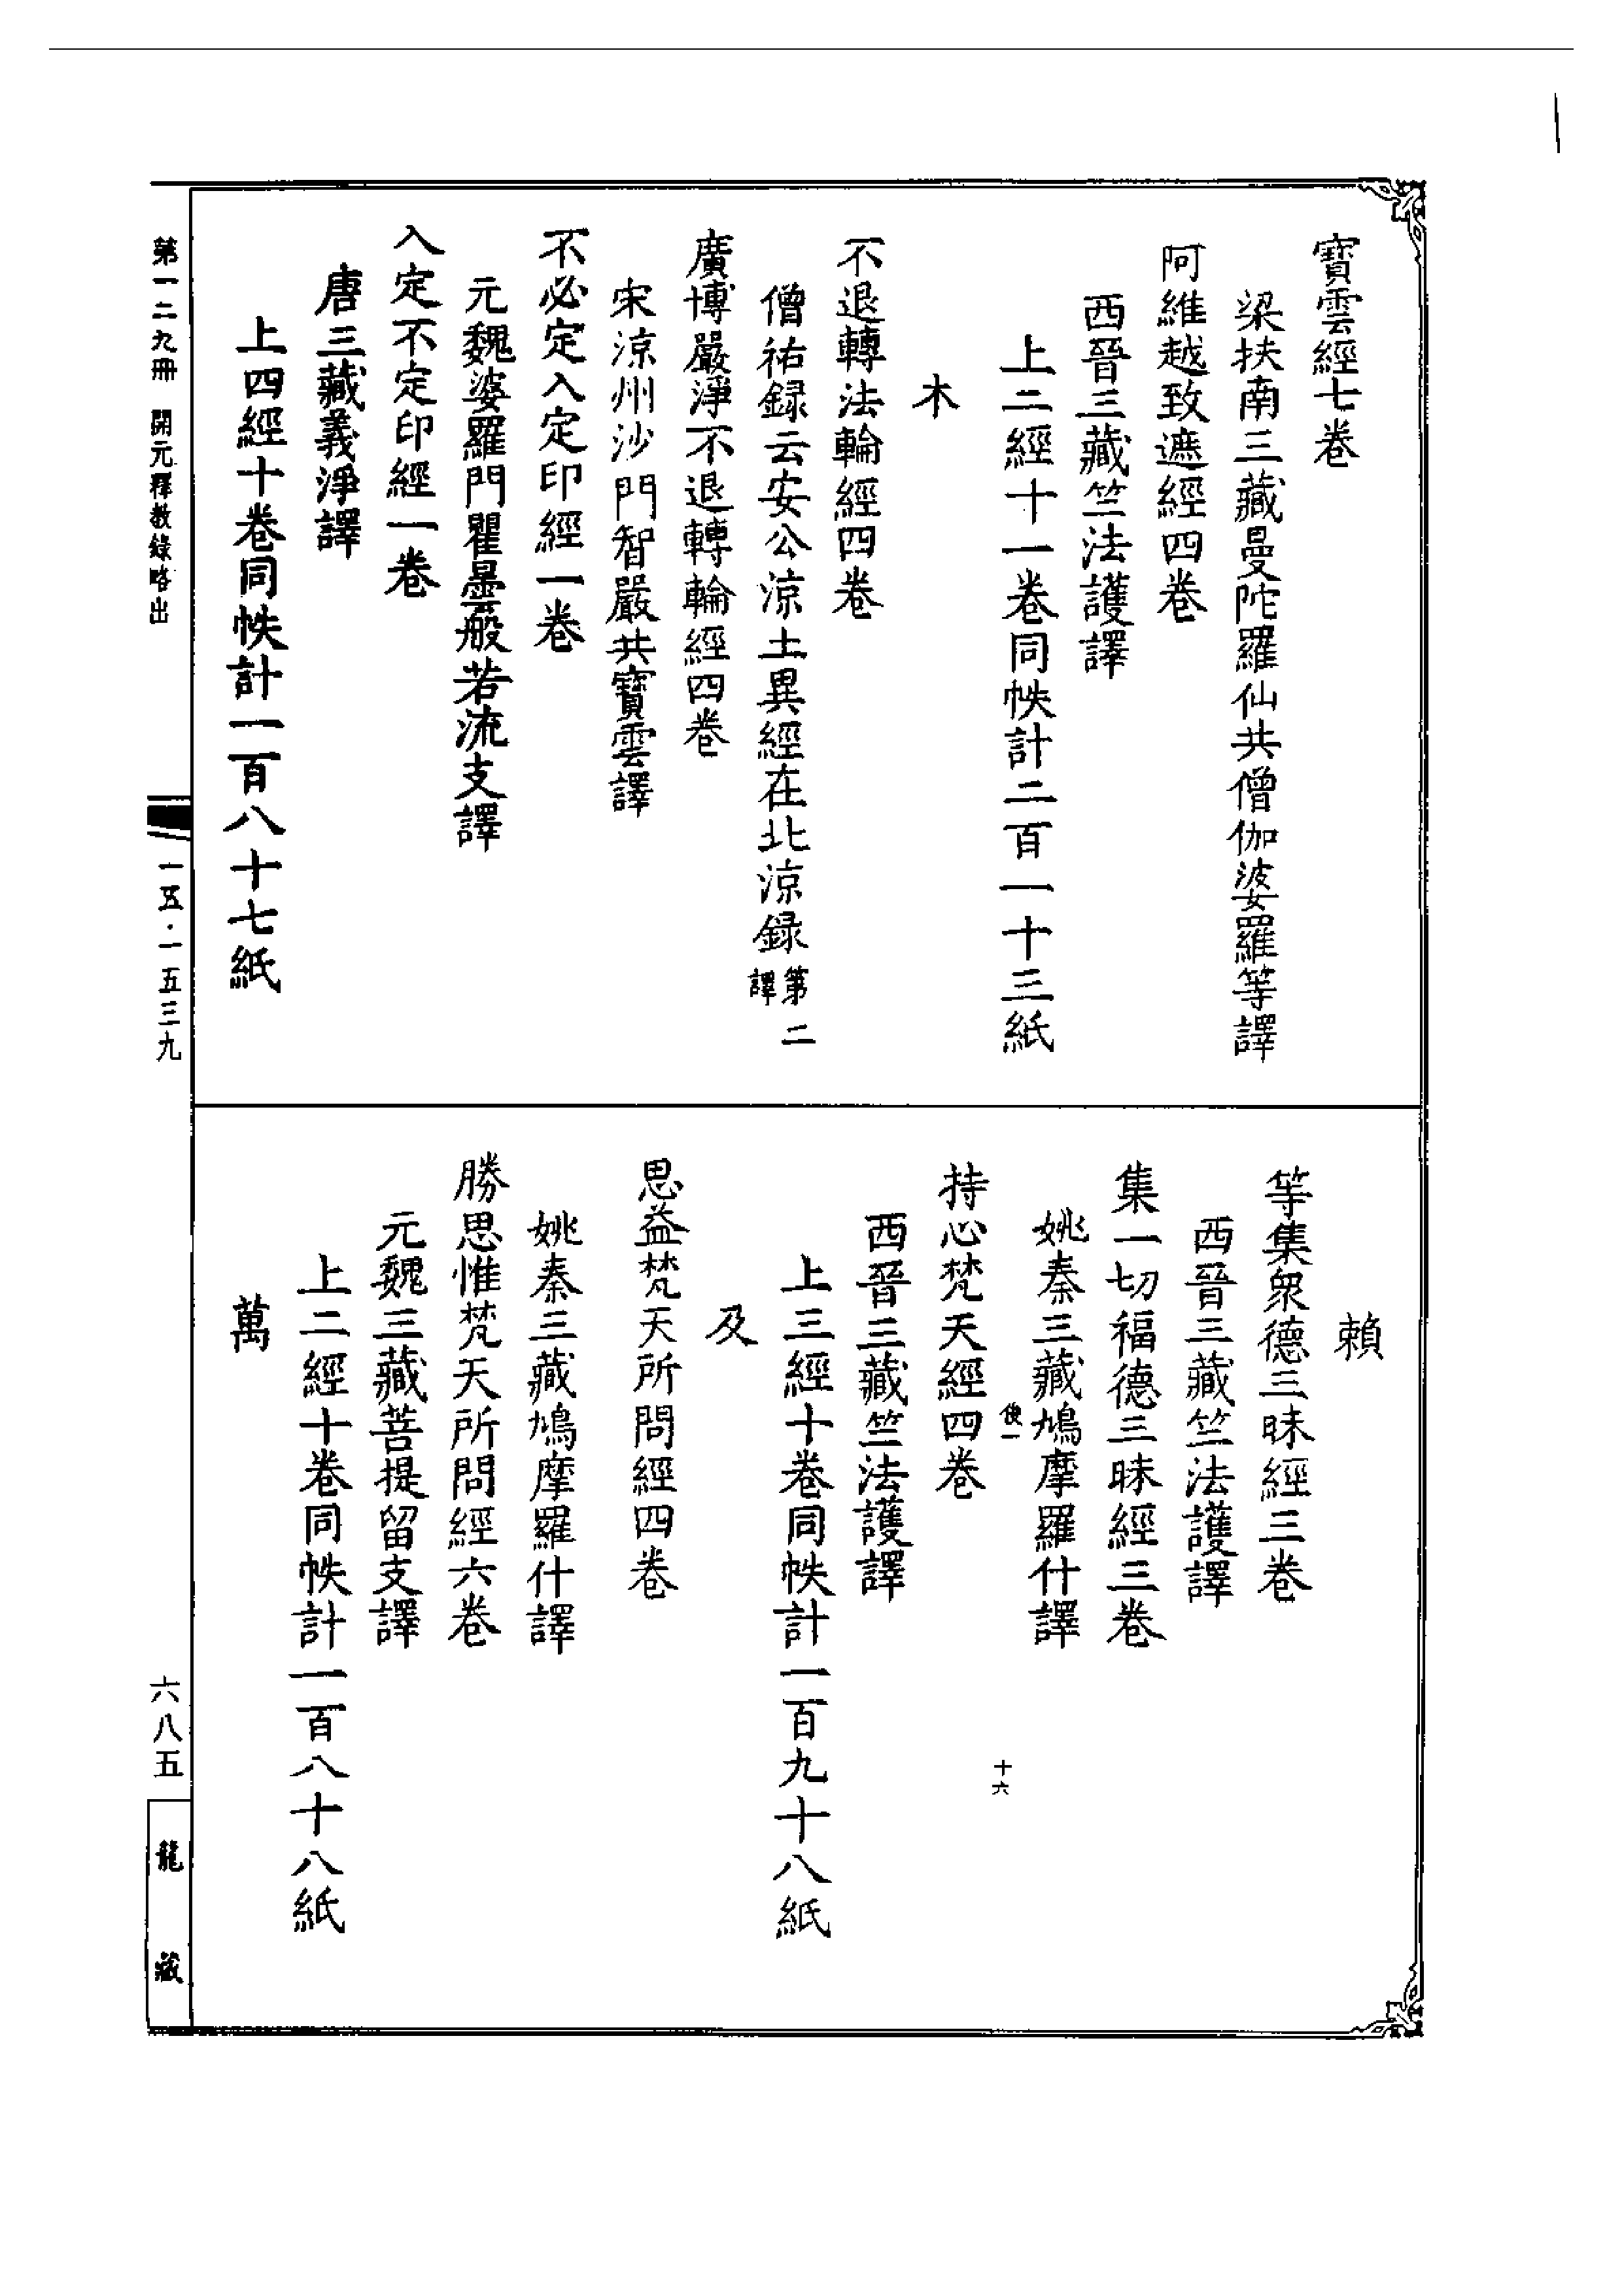 寶雲經七卷
梁扶南三藏曼陀羅仙共僧伽婆羅等譯
阿維越致遮經四卷
西晉三藏竺法護譯
上二經十一卷同帙計二百一十三紙
木
不退轉法輪經四卷
僧祐録云安公涼土異經在北涼録第二譯
廣博嚴淨不退轉輪經四卷
宋涼州沙門智嚴共寶雲譯
不必定入定印經一卷
元魏婆羅門瞿曇般若流支譯
入定不定印經一卷
唐三藏義淨譯
上四經十卷同帙計一百八十七紙
賴
等集衆德三昧經三卷
西晉三藏竺法護譯
集一切福德三昧經三卷
姚秦三藏鳩摩羅什譯
使一
十六
持心梵天經四卷
西晉三藏竺法護譯
上三經十卷同帙計一百九十八紙
及
思益梵天所問經四卷
姚秦三藏鳩摩羅什譯
勝思惟梵天所問經六卷
元魏三藏菩提留支譯
上二經十卷同帙計一百八十八紙
萬
第一二九冊 開元釋教錄略出
一五·一五三九
六八五
龍藏